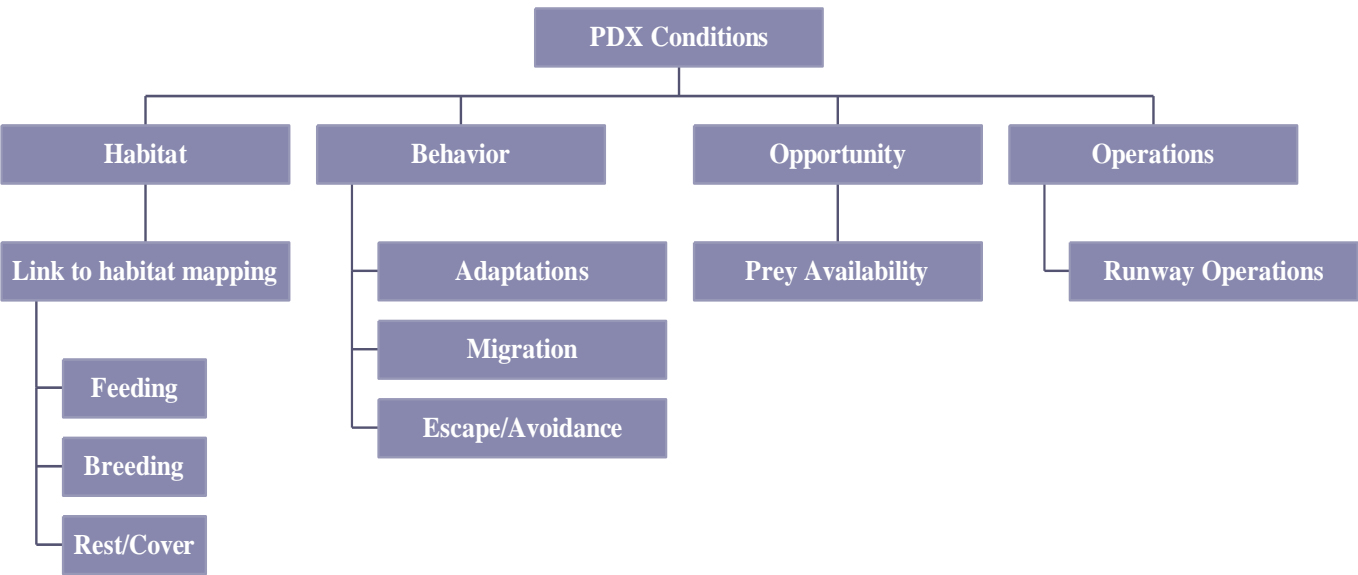 PDX Conditions
Habitat
Behavior
Opportunity
Operations
Link to habitat mapping
Adaptations
Prey Availability
Runway Operations
Migration
Feeding
Escape/Avoidance
Breeding
Rest/Cover